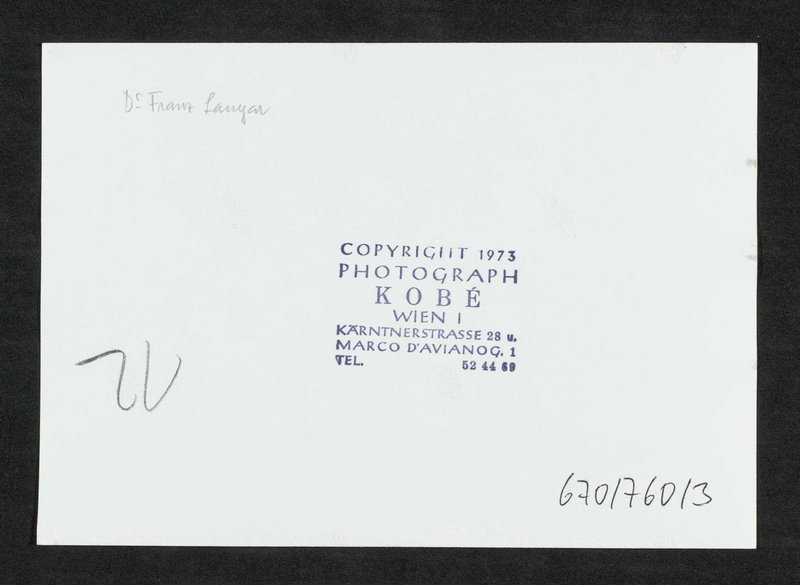 Dr Franz Lanyar
COPYRIGHT 1973
PHOTOGRAPH
KOBÉ
WIEN I
KÄRNTNERSTRASSE 28 u.
MARCO D'AVIANOG. 1
TEL. 52 44 69
670/760/3